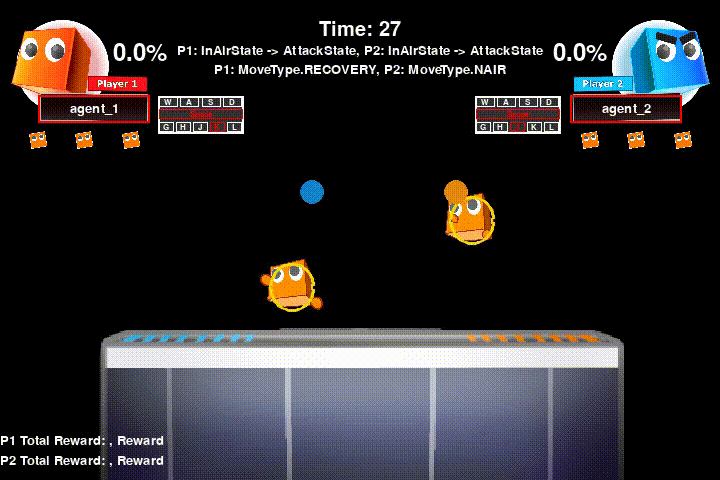 Time: 27
0.0%
P1: InAirState -> AttackState, P2: InAirState -> AttackState
0.0%
P1: MoveType.RECOVERY, P2: MoveType.NAIR
Player 1
Player 2
agent_1
agent_2
W A S D
G H J L
W A S D
G H K L
P1 Total Reward: , Reward
P2 Total Reward: , Reward